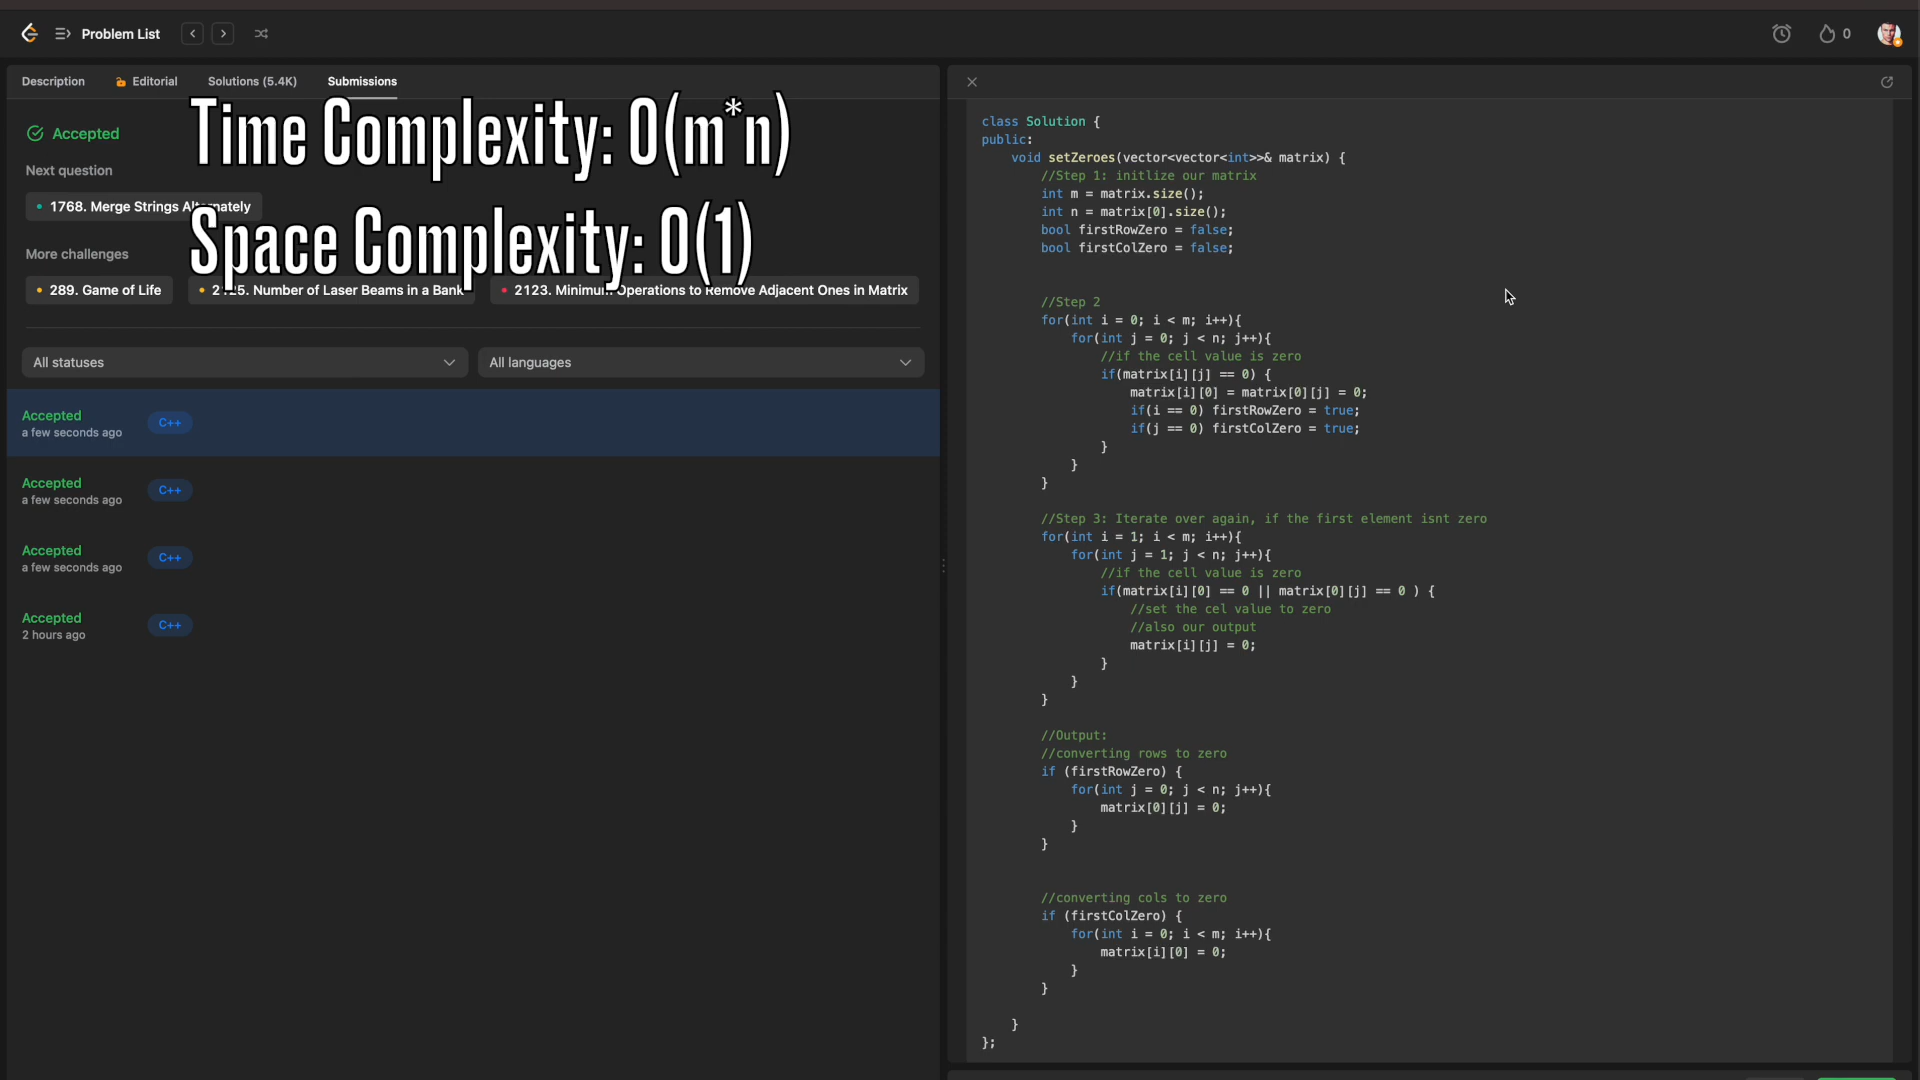 Problem List
0
Description Editorial Solutions (5.4K) Submissions
Time Complexity: O(m*n)
Space Complexity: O(1)
Accepted
Next question
1768. Merge Strings Alternately
More challenges
289. Game of Life
2125. Number of Laser Beams in a Bank
2123. Minimum Operations to Remove Adjacent Ones in Matrix
All statuses
All languages
Accepted
a few seconds ago
C++
Accepted
a few seconds ago
C++
Accepted
a few seconds ago
C++
Accepted
2 hours ago
C++
class Solution {
public:
    void setZeroes(vector<vector<int>>& matrix) {
        //Step 1: initlize our matrix
        int m = matrix.size();
        int n = matrix[0].size();
        bool firstRowZero = false;
        bool firstColZero = false;
        //Step 2
        for(int i = 0; i < m; i++){
            for(int j = 0; j < n; j++){
                //if the cell value is zero
                if(matrix[i][j] == 0) {
                    matrix[i][0] = matrix[0][j] = 0;
                    if(i == 0) firstRowZero = true;
                    if(j == 0) firstColZero = true;
                }
            }
        }
        //Step 3: Iterate over again, if the first element isnt zero
        for(int i = 1; i < m; i++){
            for(int j = 1; j < n; j++){
                //if the cell value is zero
                if(matrix[i][0] == 0 || matrix[0][j] == 0 ) {
                    //set the cel value to zero
                    //also our output
                    matrix[i][j] = 0;
                }
            }
        }
        //Output:
        //converting rows to zero
        if (firstRowZero) {
            for(int j = 0; j < n; j++){
                matrix[0][j] = 0;
            }
        }
        //converting cols to zero
        if (firstColZero) {
            for(int i = 0; i < m; i++){
                matrix[i][0] = 0;
            }
        }
    }
};